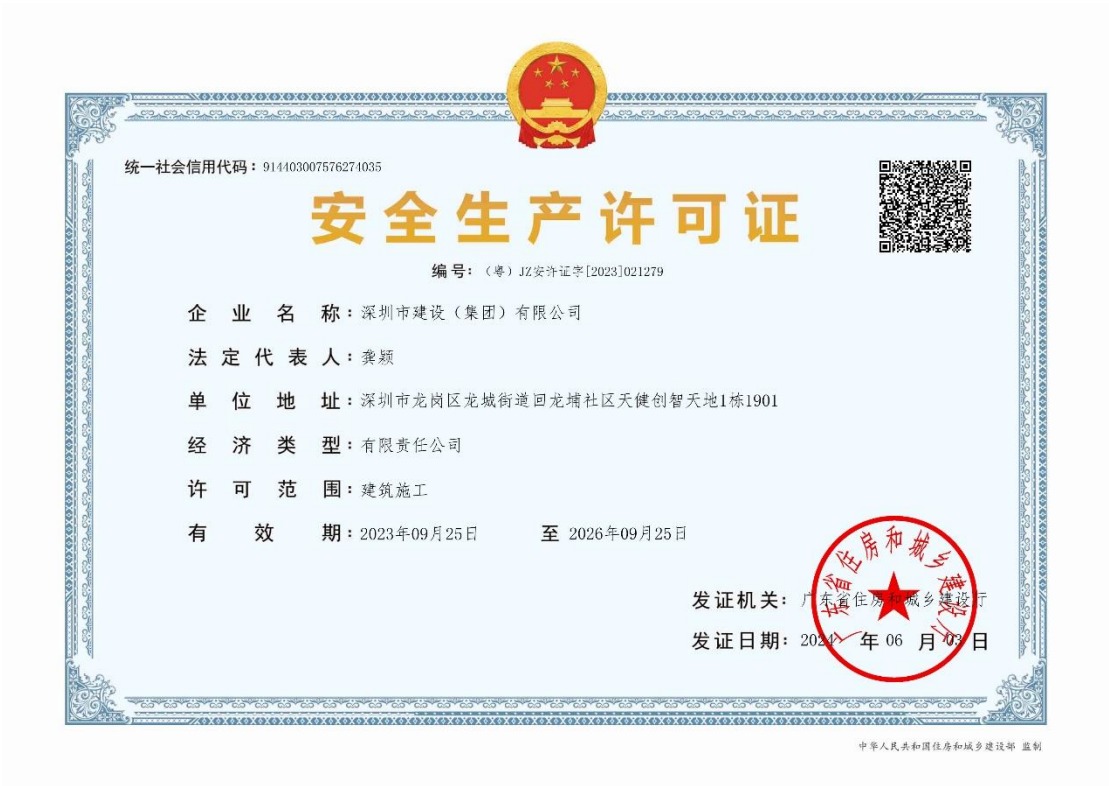 统一社会信用代码：914403007576274035
安全生产许可证
编号：（粤）JZ安许证字[2023]021279
企业名称：深圳市建设（集团）有限公司
法定代表人：龚颖
单位地址：深圳市龙岗区龙城街道回龙埔社区天健创智天地1栋1901
经济类型：有限责任公司
许可范围：建筑施工
有效期：2023年09月25日 至 2026年09月25日
发证机关：广东省住房和城乡建设厅
发证日期：2024年06月03日
广东省住房和城乡建设厅
中华人民共和国住房和城乡建设部 监制